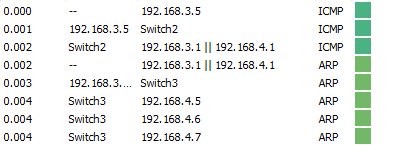 0.000 -- 192.168.3.5 ICMP
0.001 192.168.3.5 Switch2 ICMP
0.002 Switch2 192.168.3.1 || 192.168.4.1 ICMP
0.002 -- 192.168.3.1 || 192.168.4.1 ARP
0.003 192.168.3.... Switch3 ARP
0.004 Switch3 192.168.4.5 ARP
0.004 Switch3 192.168.4.6 ARP
0.004 Switch3 192.168.4.7 ARP